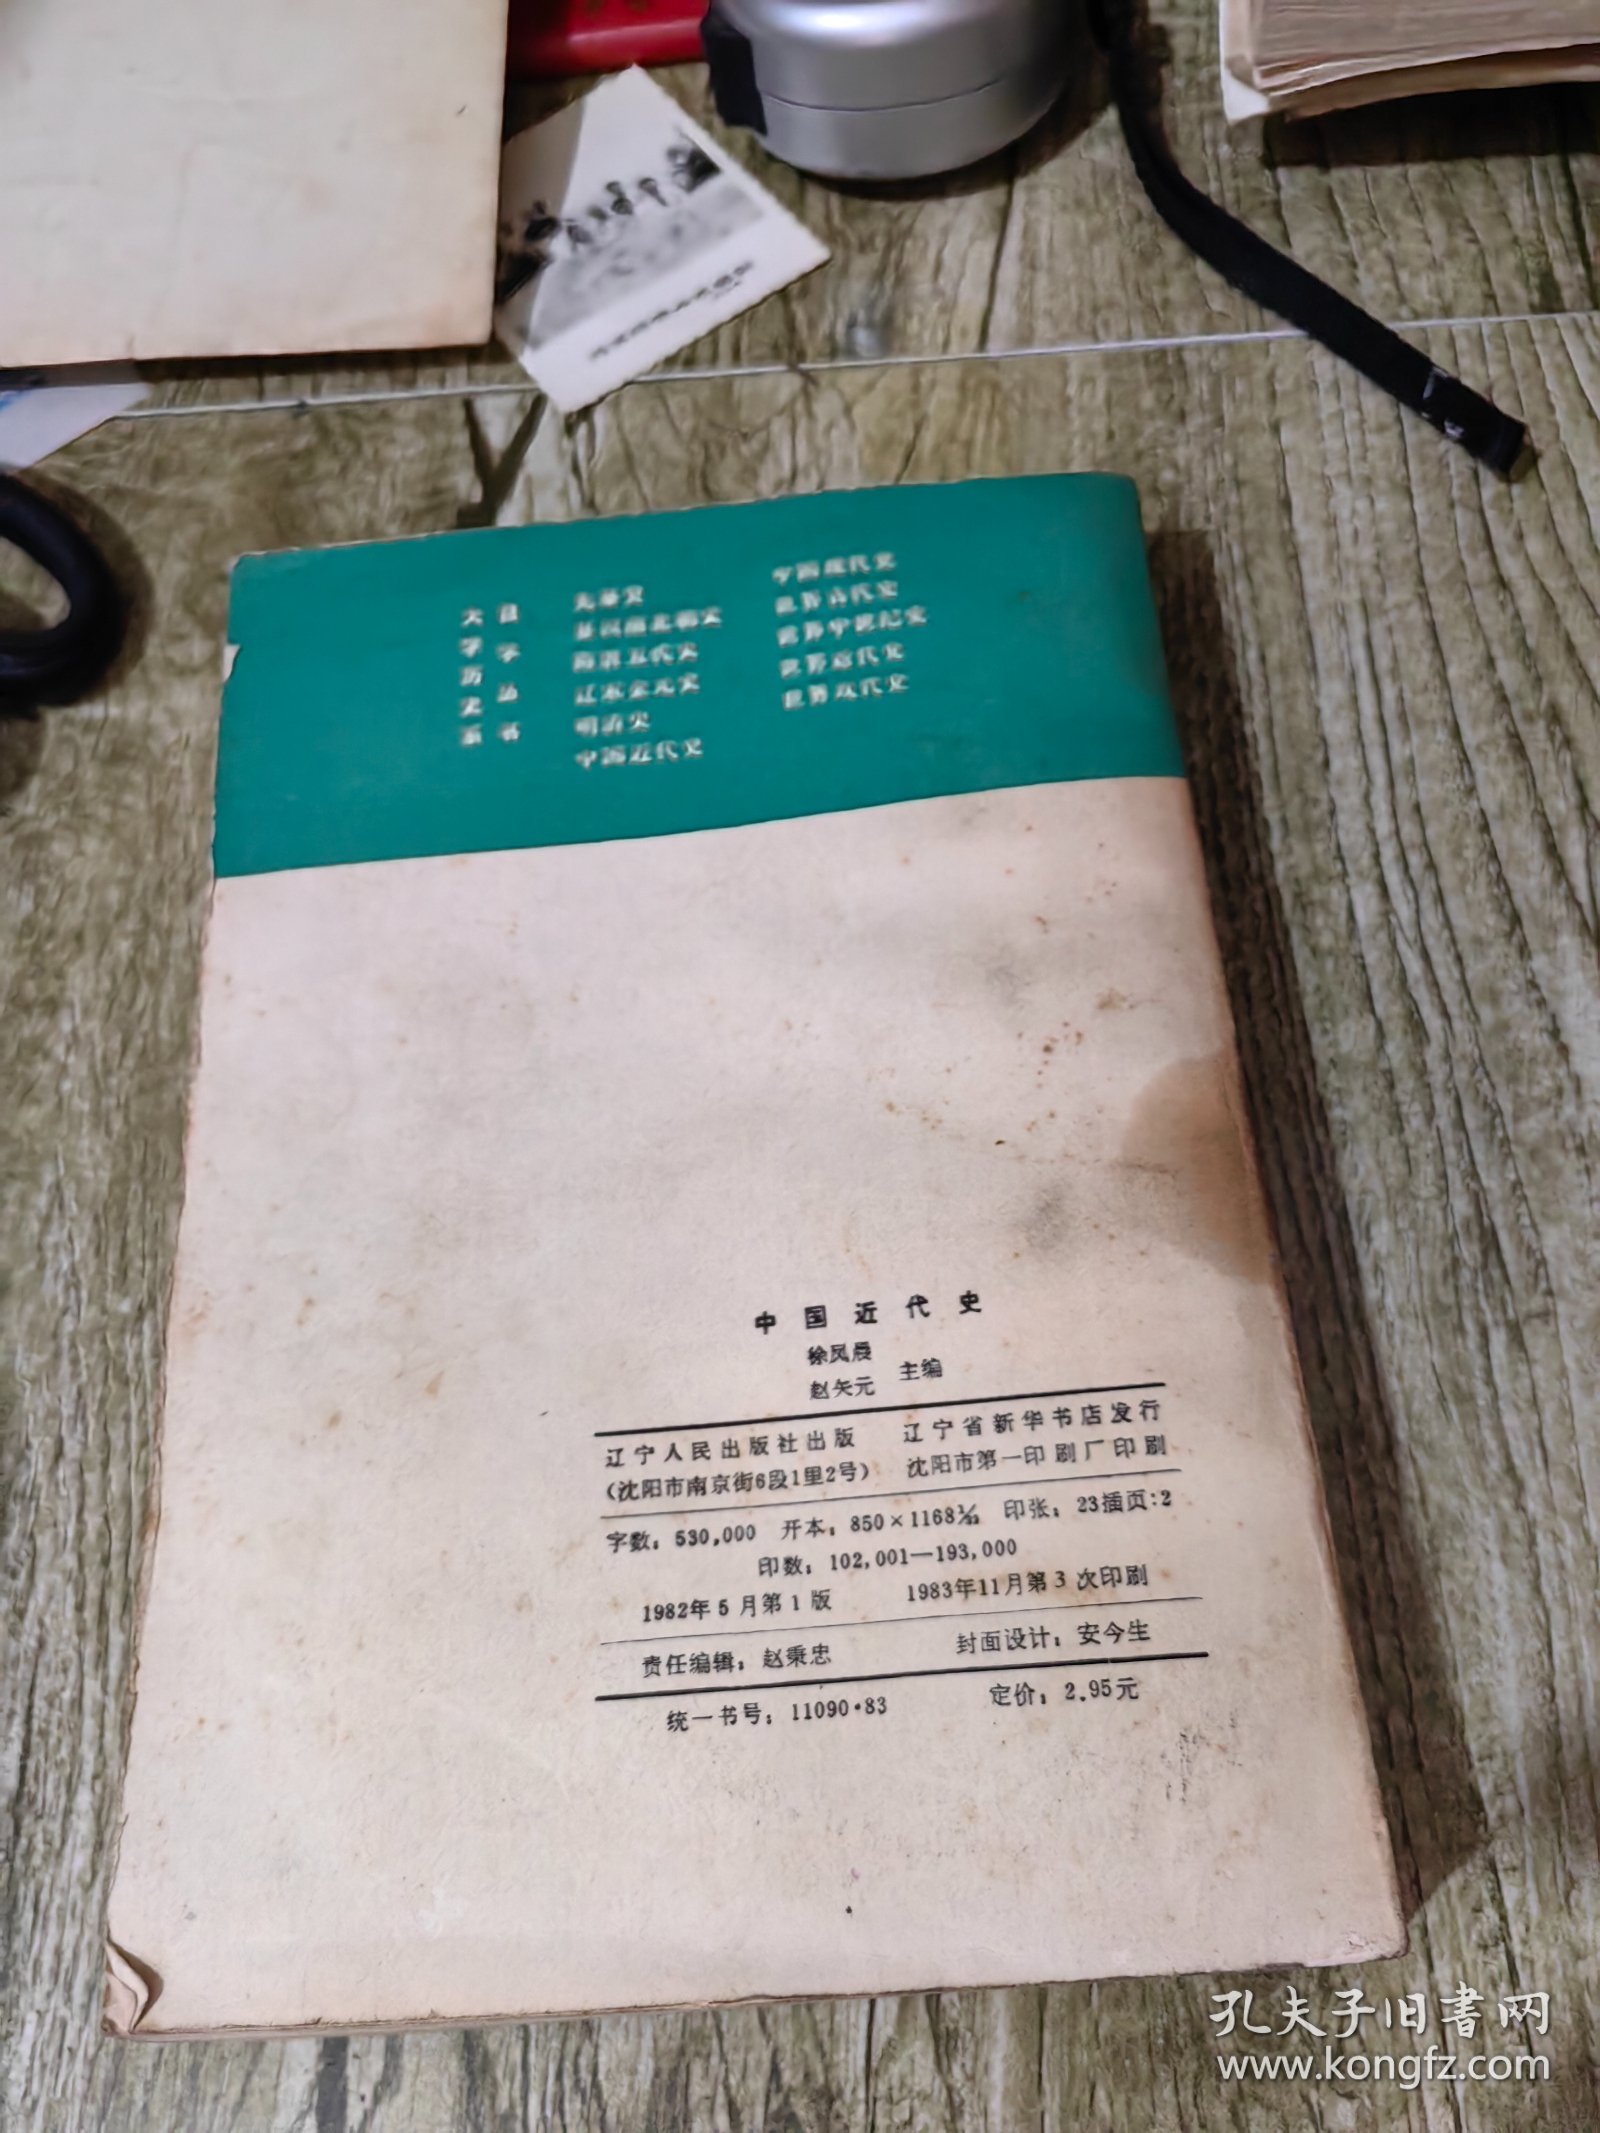 大学历史系
自学丛书
先秦史
秦汉魏晋南北朝史
隋唐五代史
辽宋金元史
明清史
中国近代史
中国现代史
世界古代史
世界中世纪史
世界近代史
世界现代史
中国近代史
徐凤晨
赵矢元 主编
辽宁人民出版社出版 辽宁省新华书店发行
(沈阳市南京街6段1里2号) 沈阳市第一印刷厂印刷
字数：530,000 开本：850×1168 1/32 印张：23 插页：2
印数：102,001—193,000
1982年5月第1版 1983年11月第3次印刷
责任编辑：赵秉忠 封面设计：安今生
统一书号：11090·83 定价：2.95元
孔夫子旧書网
www.kongfz.com